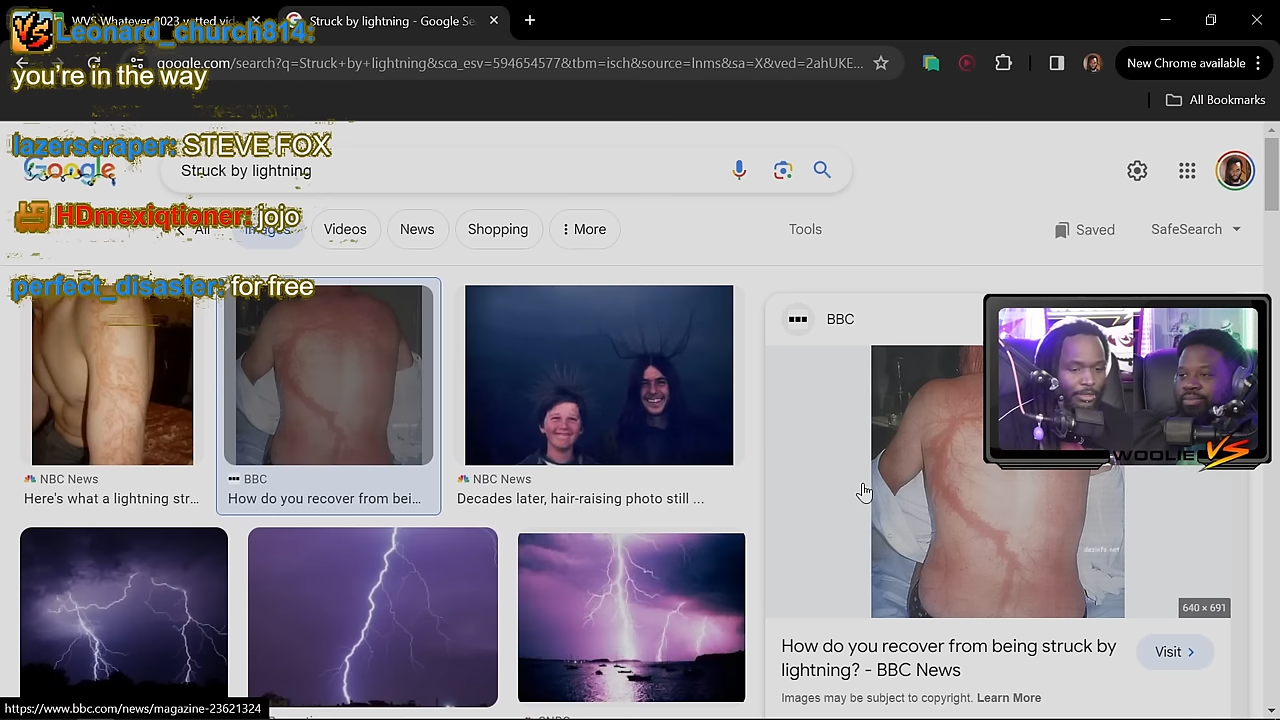 WVS Whatever 2023 vetted vid
Struck by lightning - Google Se
Leonard_church814:
you're in the way
google.com/search?q=Struck+by+lightning&sca_esv=594654577&tbm=isch&source=lnms&sa=X&ved=2ahUKE...
New Chrome available
All Bookmarks
lazerscraper: STEVE FOX
Google
Struck by lightning
HDmexiqtioner: jojo
All
Images
Videos
News
Shopping
More
Tools
Saved
SafeSearch
perfect_disaster: for free
BBC
WOOLIE VS
NBC News
Here's what a lightning str...
BBC
How do you recover from bei...
NBC News
Decades later, hair-raising photo still ...
640 × 691
How do you recover from being struck by
lightning? - BBC News
Visit
Images may be subject to copyright. Learn More
https://www.bbc.com/news/magazine-23621324